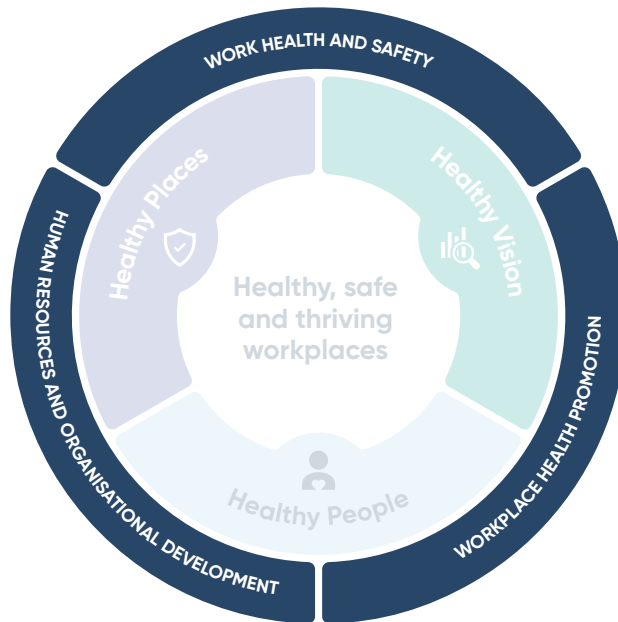 WORK HEALTH AND SAFETY
Healthy Places
Healthy Vision
Healthy, safe
and thriving
workplaces
Healthy People
HUMAN RESOURCES AND ORGANISATIONAL DEVELOPMENT
WORKPLACE HEALTH PROMOTION